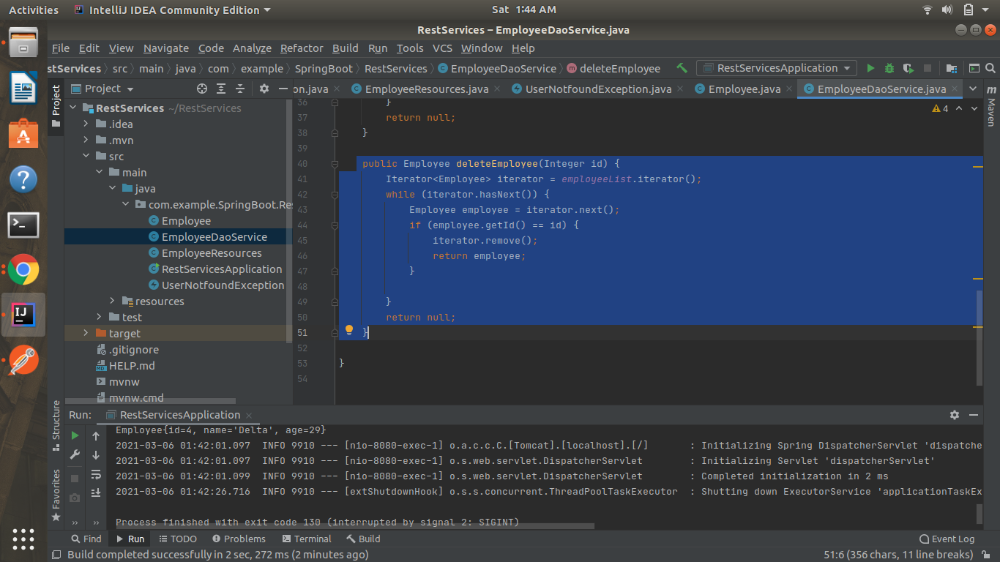 Activities IntelliJ IDEA Community Edition Sat 1:44 AM
RestServices – EmployeeDaoService.java
File Edit View Navigate Code Analyze Refactor Build Run Tools VCS Window Help
stServices src main java com example SpringBoot RestServices EmployeeDaoService deleteEmployee RestServicesApplication
Project on.java EmployeeResources.java UserNotfoundException.java Employee.java EmployeeDaoService.java
Project
Maven
Structure
Favorites
RestServices ~/RestServices
.idea
.mvn
src
main
java
com.example.SpringBoot.Re
Employee
EmployeeDaoService
EmployeeResources
RestServicesApplication
UserNotfoundException
resources
test
target
.gitignore
HELP.md
mvnw
mvnw.cmd
4
36 }
37 return null;
38 }
39
40 public Employee deleteEmployee(Integer id) {
41 Iterator<Employee> iterator = employeeList.iterator();
42 while (iterator.hasNext()) {
43 Employee employee = iterator.next();
44 if (employee.getId() == id) {
45 iterator.remove();
46 return employee;
47 }
48
49 }
50 return null;
51 }
52
53 }
54
Run: RestServicesApplication
Employee{id=4, name='Delta', age=29}
2021-03-06 01:42:01.097 INFO 9910 --- [nio-8080-exec-1] o.a.c.c.C.[Tomcat].[localhost].[/] : Initializing Spring DispatcherServlet 'dispatche
2021-03-06 01:42:01.097 INFO 9910 --- [nio-8080-exec-1] o.s.web.servlet.DispatcherServlet : Initializing Servlet 'dispatcherServlet'
2021-03-06 01:42:01.099 INFO 9910 --- [nio-8080-exec-1] o.s.web.servlet.DispatcherServlet : Completed initialization in 2 ms
2021-03-06 01:42:26.716 INFO 9910 --- [extShutdownHook] o.s.s.concurrent.ThreadPoolTaskExecutor : Shutting down ExecutorService 'applicationTaskEx
Process finished with exit code 130 (interrupted by signal 2: SIGINT)
Find Run TODO Problems Terminal Build Event Log
Build completed successfully in 2 sec, 272 ms (2 minutes ago) 51:6 (356 chars, 11 line breaks)